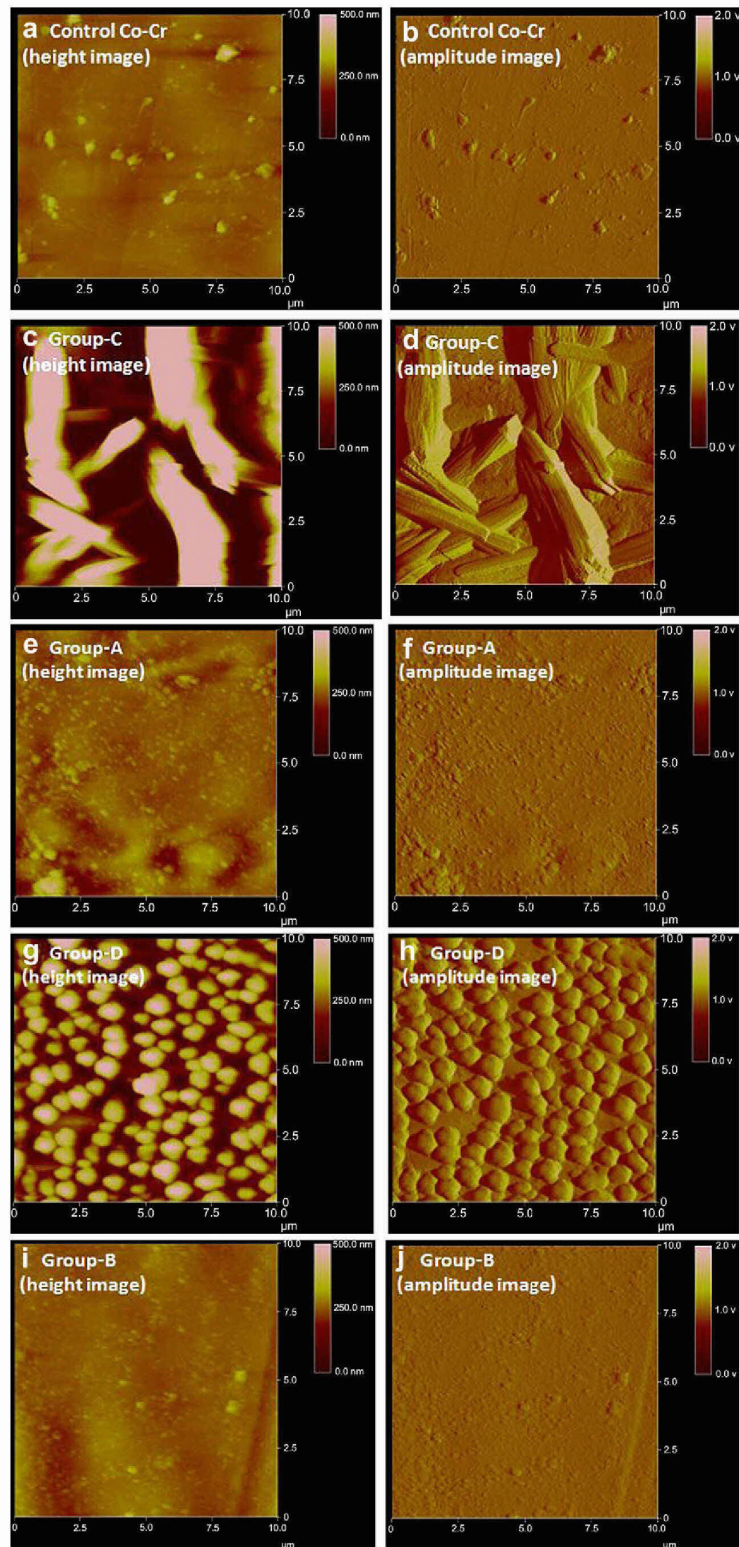 a Control Co-Cr
(height image)
10.0
7.5
5.0
2.5
0
500.0 nm
250.0 nm
0.0 nm
0
2.5
5.0
7.5
10.0
µm
b Control Co-Cr
(amplitude image)
10.0
7.5
5.0
2.5
0
2.0 v
1.0 v
0.0 v
0
2.5
5.0
7.5
10.0
µm
c Group-C
(height image)
10.0
7.5
5.0
2.5
0
500.0 nm
250.0 nm
0.0 nm
0
2.5
5.0
7.5
10.0
µm
d Group-C
(amplitude image)
10.0
7.5
5.0
2.5
0
2.0 v
1.0 v
0.0 v
0
2.5
5.0
7.5
10.0
µm
e Group-A
(height image)
10.0
7.5
5.0
2.5
0
500.0 nm
250.0 nm
0.0 nm
0
2.5
5.0
7.5
10.0
µm
f Group-A
(amplitude image)
10.0
7.5
5.0
2.5
0
2.0 v
1.0 v
0.0 v
0
2.5
5.0
7.5
10.0
µm
g Group-D
(height image)
10.0
7.5
5.0
2.5
0
500.0 nm
250.0 nm
0.0 nm
0
2.5
5.0
7.5
10.0
µm
h Group-D
(amplitude image)
10.0
7.5
5.0
2.5
0
2.0 v
1.0 v
0.0 v
0
2.5
5.0
7.5
10.0
µm
i Group-B
(height image)
10.0
7.5
5.0
2.5
0
500.0 nm
250.0 nm
0.0 nm
0
2.5
5.0
7.5
10.0
µm
j Group-B
(amplitude image)
10.0
7.5
5.0
2.5
0
2.0 v
1.0 v
0.0 v
0
2.5
5.0
7.5
10.0
µm